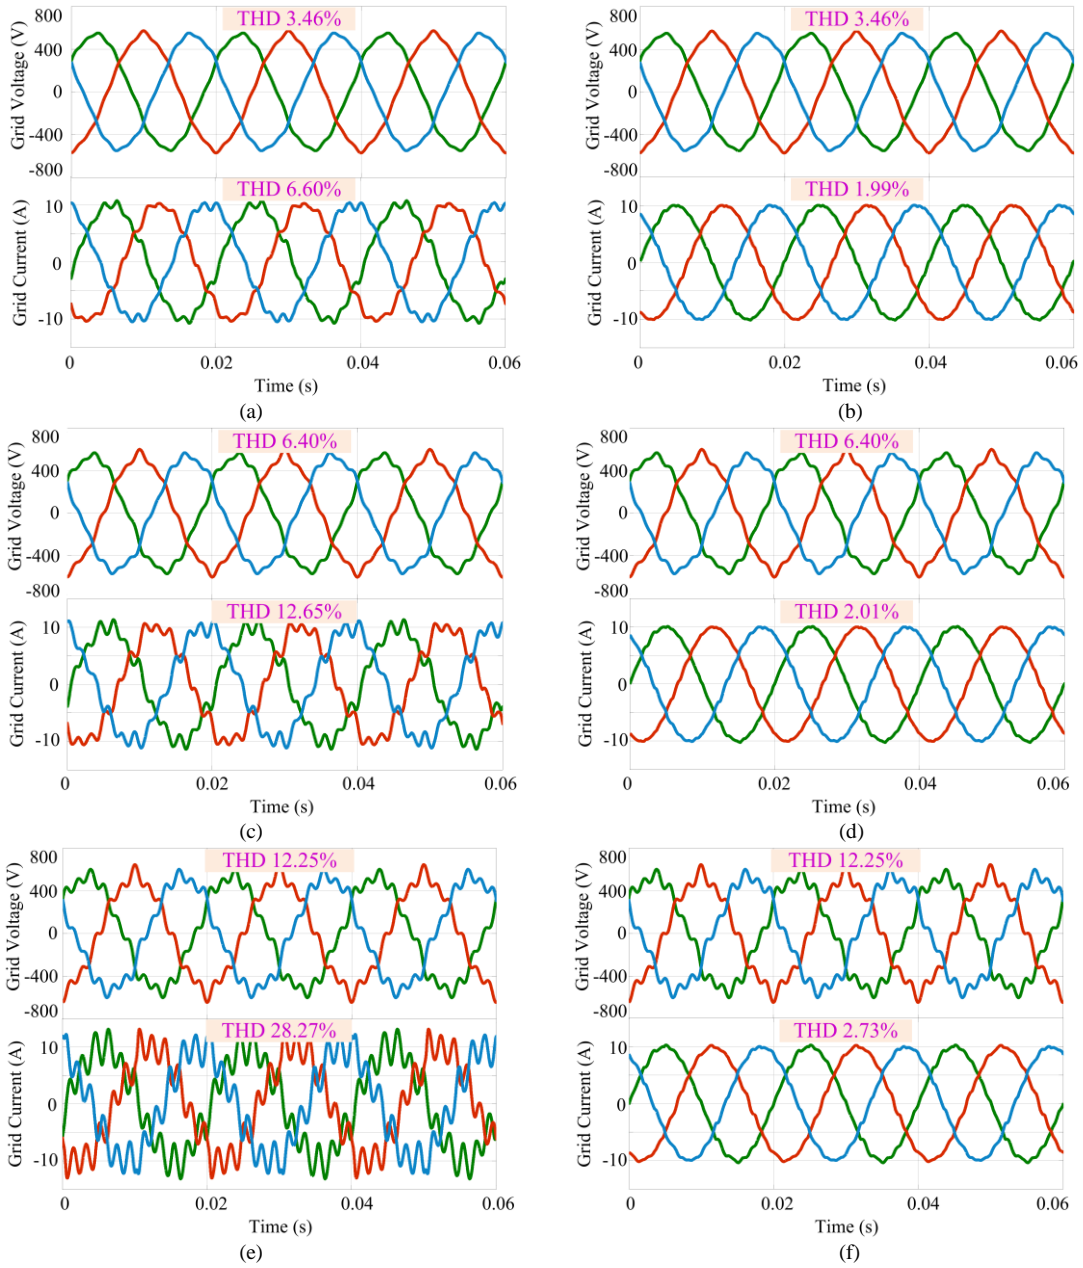 THD 3.46%
800
400
0
-400
-800
Grid Voltage (V)
THD 6.60%
10
0
-10
Grid Current (A)
0 0.02 0.04 0.06
Time (s)
(a)
THD 3.46%
800
400
0
-400
-800
Grid Voltage (V)
THD 1.99%
10
0
-10
Grid Current (A)
0 0.02 0.04 0.06
Time (s)
(b)
THD 6.40%
800
400
0
-400
-800
Grid Voltage (V)
THD 12.65%
10
0
-10
Grid Current (A)
0 0.02 0.04 0.06
Time (s)
(c)
THD 6.40%
800
400
0
-400
-800
Grid Voltage (V)
THD 2.01%
10
0
-10
Grid Current (A)
0 0.02 0.04 0.06
Time (s)
(d)
THD 12.25%
800
400
0
-400
-800
Grid Voltage (V)
THD 28.27%
10
0
-10
Grid Current (A)
0 0.02 0.04 0.06
Time (s)
(e)
THD 12.25%
800
400
0
-400
-800
Grid Voltage (V)
THD 2.73%
10
0
-10
Grid Current (A)
0 0.02 0.04 0.06
Time (s)
(f)